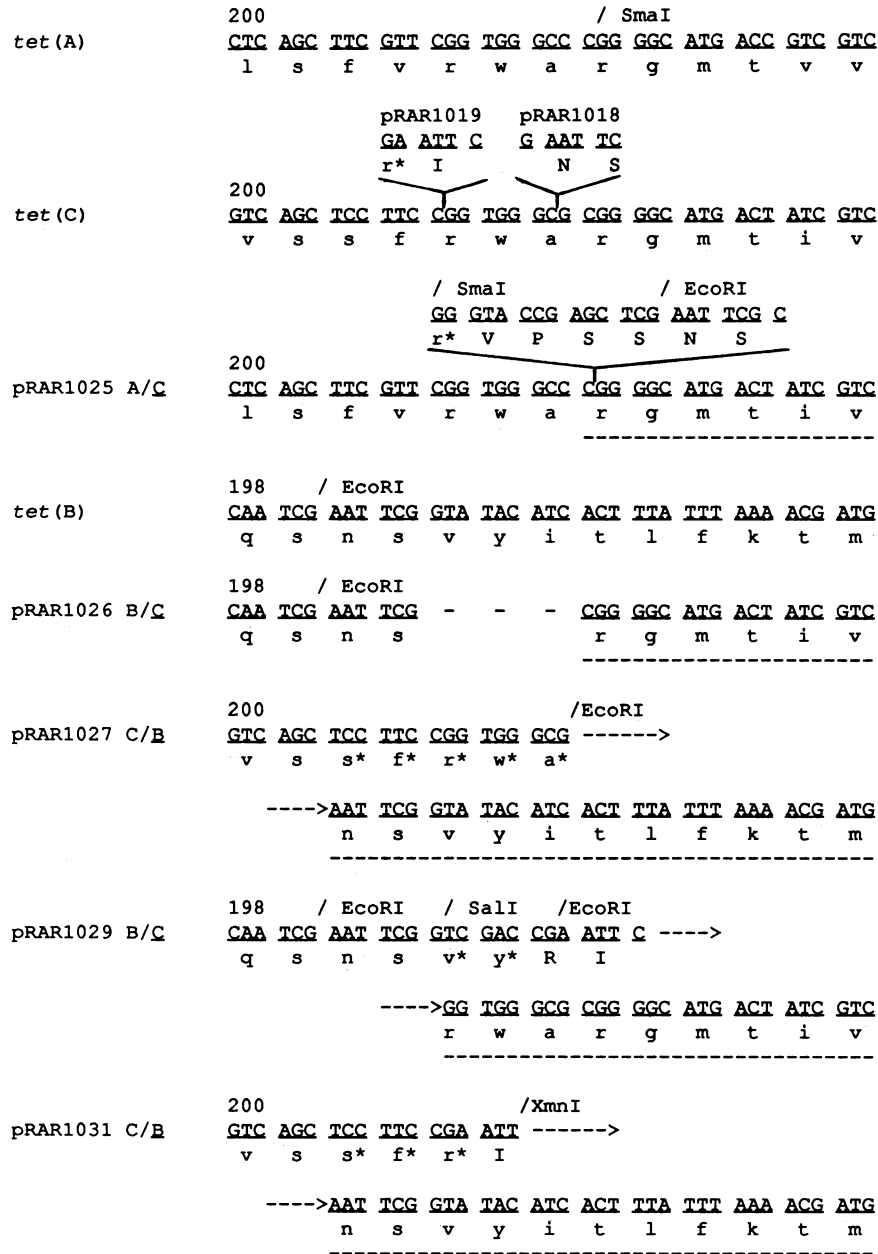 200 / SmaI
tet(A) CTC AGC TTC GTT CGG TGG GCC CGG GGC ATG ACC GTC GTC
l s f v r w a r g m t v v
pRAR1019 pRAR1018
GA ATT C G AAT TC
r* I N S
200
tet(C) GTC AGC TCC TTC CGG TGG GCG CGG GGC ATG ACT ATC GTC
v s s f r w a r g m t i v
/ SmaI / EcoRI
GG GTA CCG AGC TCG AAT TCG C
r* V P S S N S
200
pRAR1025 A/C CTC AGC TTC GTT CGG TGG GCC CGG GGC ATG ACT ATC GTC
l s f v r w a r g m t i v
----------------------
198 / EcoRI
tet(B) CAA TCG AAT TCG GTA TAC ATC ACT TTA TTT AAA ACG ATG
q s n s v y i t l f k t m
198 / EcoRI
pRAR1026 B/C CAA TCG AAT TCG - - - CGG GGC ATG ACT ATC GTC
q s n s r g m t i v
----------------------
200 /EcoRI
pRAR1027 C/B GTC AGC TCC TTC CGG TGG GCG ------>
v s s* f* r* w* a*
---->AAT TCG GTA TAC ATC ACT TTA TTT AAA ACG ATG
n s v y i t l f k t m
------------------------------------------
198 / EcoRI / SalI /EcoRI
pRAR1029 B/C CAA TCG AAT TCG GTC GAC CGA ATT C ---->
q s n s v* y* R I
---->GG TGG GCG CGG GGC ATG ACT ATC GTC
r w a r g m t i v
---------------------------------
200 /XmnI
pRAR1031 C/B GTC AGC TCC TTC CGA ATT ------>
v s s* f* r* I
---->AAT TCG GTA TAC ATC ACT TTA TTT AAA ACG ATG
n s v y i t l f k t m
------------------------------------------